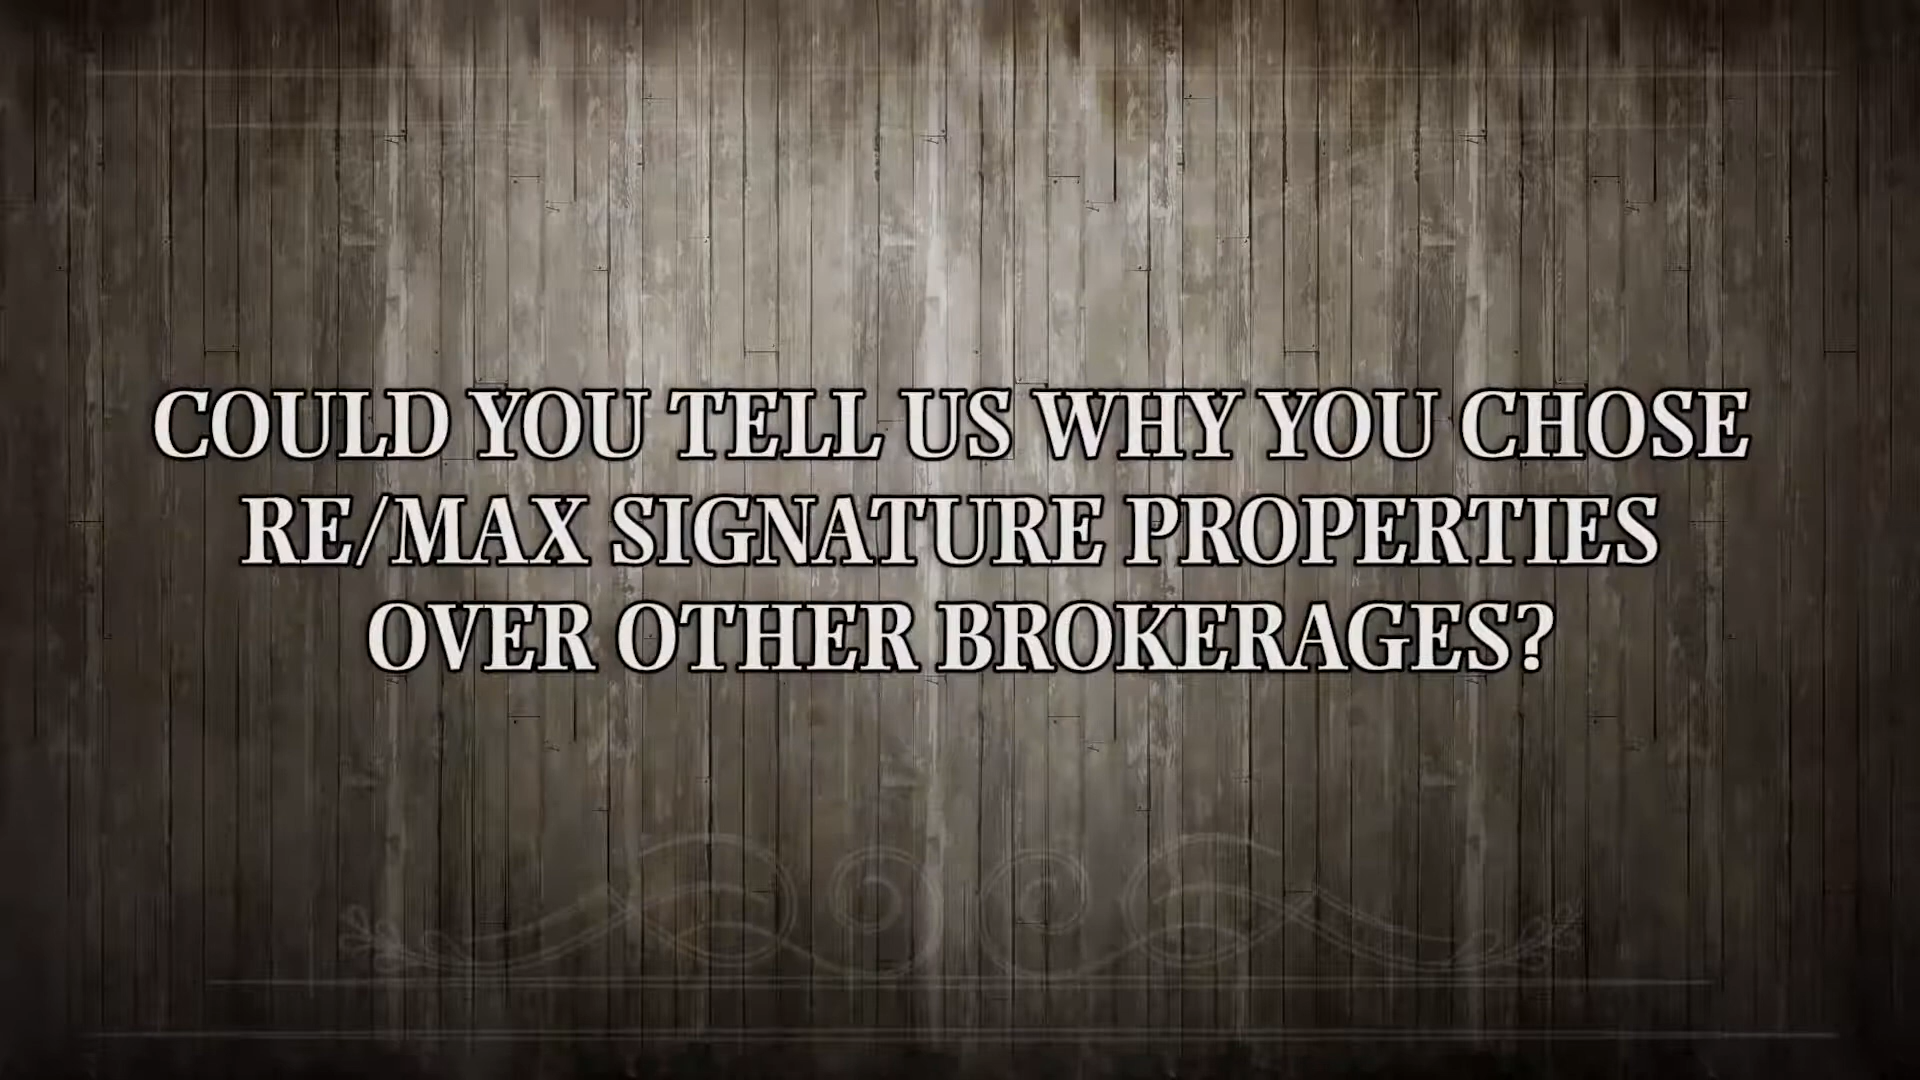 COULD YOU TELL US WHY YOU CHOSE
RE/MAX SIGNATURE PROPERTIES
OVER OTHER BROKERAGES?